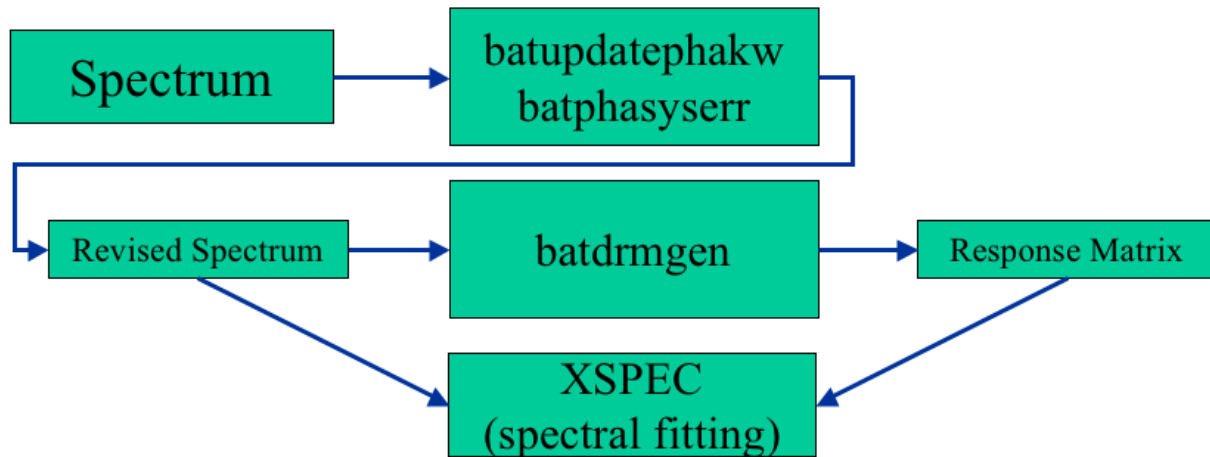 Spectrum
batupdatephakw
batphasyserr
Revised Spectrum
batdrmgen
Response Matrix
XSPEC
(spectral fitting)